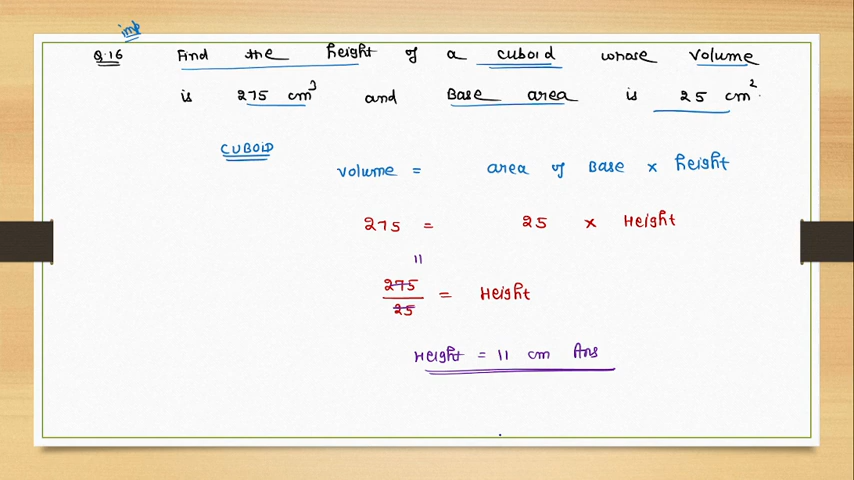 imp
Q.16 Find the height of a cuboid whose volume
is 275 cm³ and Base area is 25 cm².
CUBOID
Volume = area of Base × height
275 = 25 × Height
11
275/25 = Height
Height = 11 cm Ans